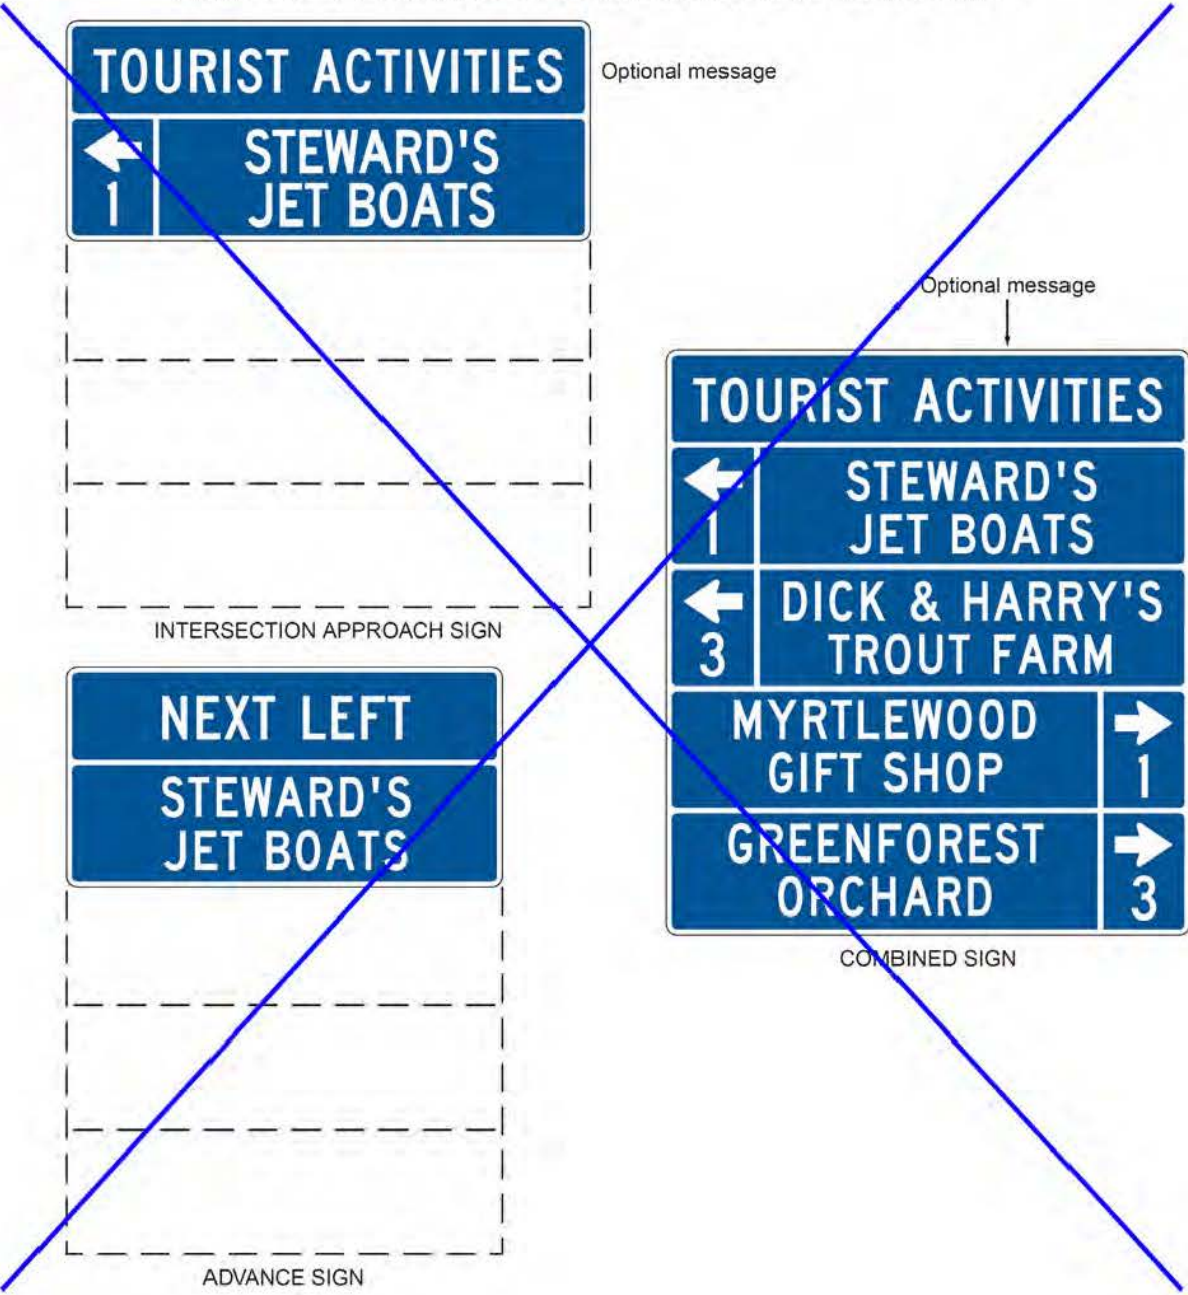 TOURIST ACTIVITIES
Optional message
STEWARD'S
JET BOATS
1
INTERSECTION APPROACH SIGN
Optional message
TOURIST ACTIVITIES
STEWARD'S
JET BOATS
1
DICK & HARRY'S
TROUT FARM
3
MYRTLEWOOD
GIFT SHOP
1
GREENFOREST
ORCHARD
3
COMBINED SIGN
NEXT LEFT
STEWARD'S
JET BOATS
ADVANCE SIGN